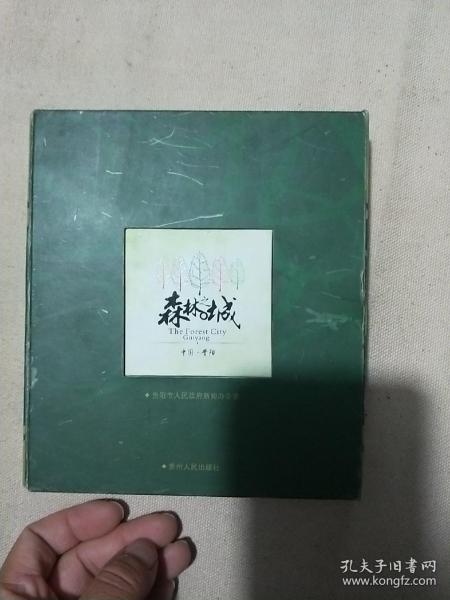 森林之城
The Forest City
Guiyang
中国·贵阳
贵阳市人民政府新闻办公室
贵州人民出版社
孔夫子旧书网
www.kongfz.com